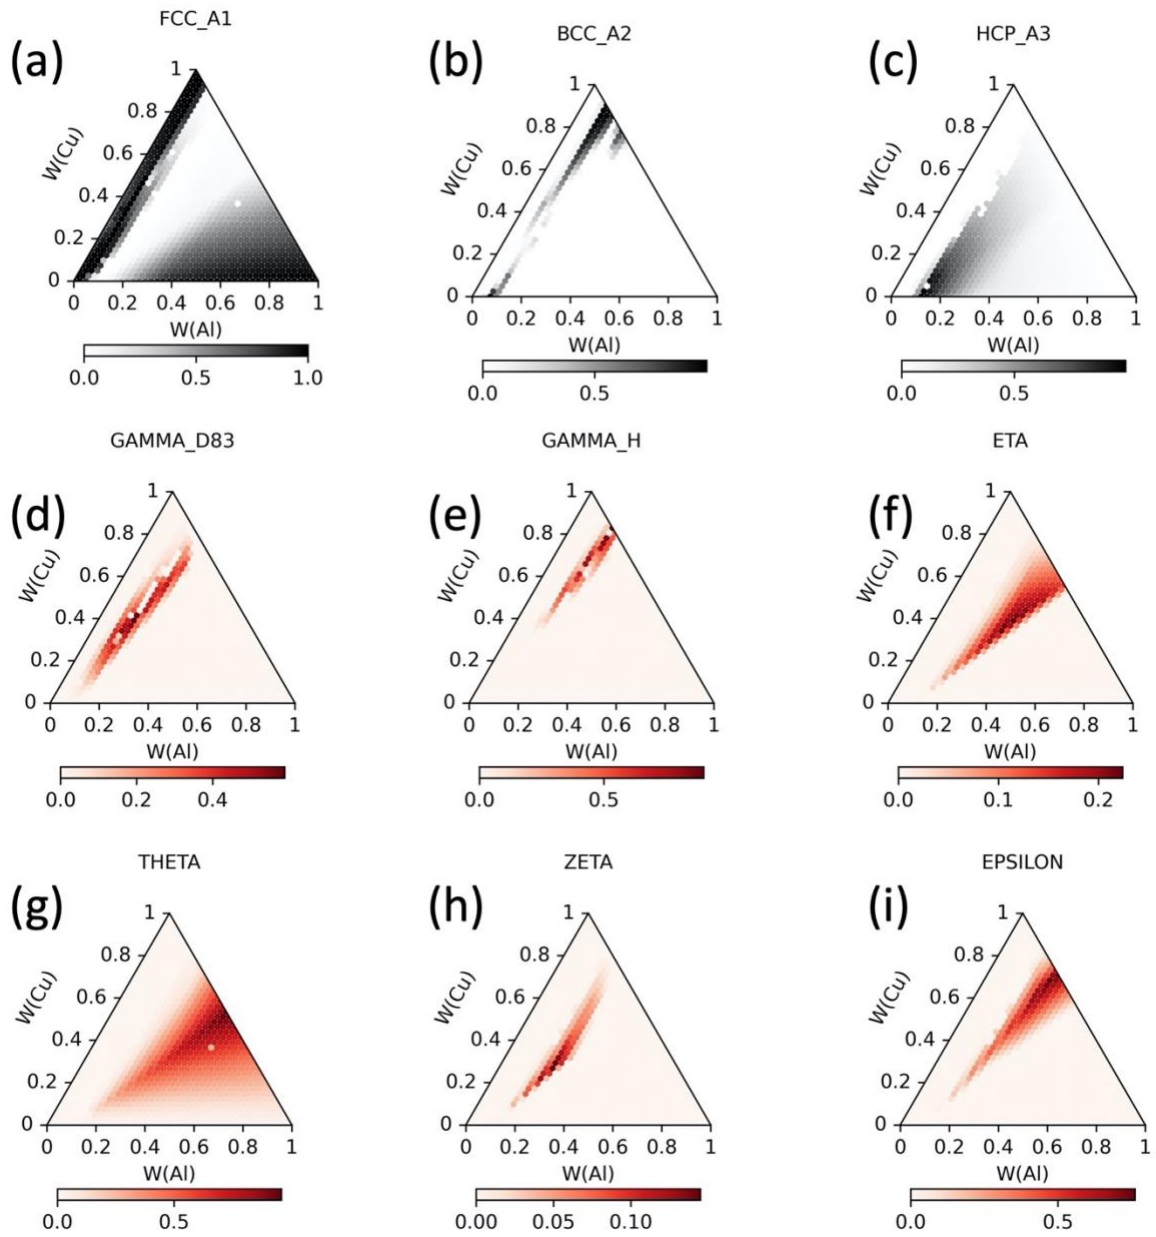 FCC_A1
(a)
1
0.8
0.6
0.4
0.2
0
W(Cu)
0 0.2 0.4 0.6 0.8 1
W(Al)
0.0 0.5 1.0
BCC_A2
(b)
1
0.8
0.6
0.4
0.2
0
W(Cu)
0 0.2 0.4 0.6 0.8 1
W(Al)
0.0 0.5
HCP_A3
(c)
1
0.8
0.6
0.4
0.2
0
W(Cu)
0 0.2 0.4 0.6 0.8 1
W(Al)
0.0 0.5
GAMMA_D83
(d)
1
0.8
0.6
0.4
0.2
0
W(Cu)
0 0.2 0.4 0.6 0.8 1
W(Al)
0.0 0.2 0.4
GAMMA_H
(e)
1
0.8
0.6
0.4
0.2
0
W(Cu)
0 0.2 0.4 0.6 0.8 1
W(Al)
0.0 0.5
ETA
(f)
1
0.8
0.6
0.4
0.2
0
W(Cu)
0 0.2 0.4 0.6 0.8 1
W(Al)
0.0 0.1 0.2
THETA
(g)
1
0.8
0.6
0.4
0.2
0
W(Cu)
0 0.2 0.4 0.6 0.8 1
W(Al)
0.0 0.5
ZETA
(h)
1
0.8
0.6
0.4
0.2
0
W(Cu)
0 0.2 0.4 0.6 0.8 1
W(Al)
0.00 0.05 0.10
EPSILON
(i)
1
0.8
0.6
0.4
0.2
0
W(Cu)
0 0.2 0.4 0.6 0.8 1
W(Al)
0.0 0.5